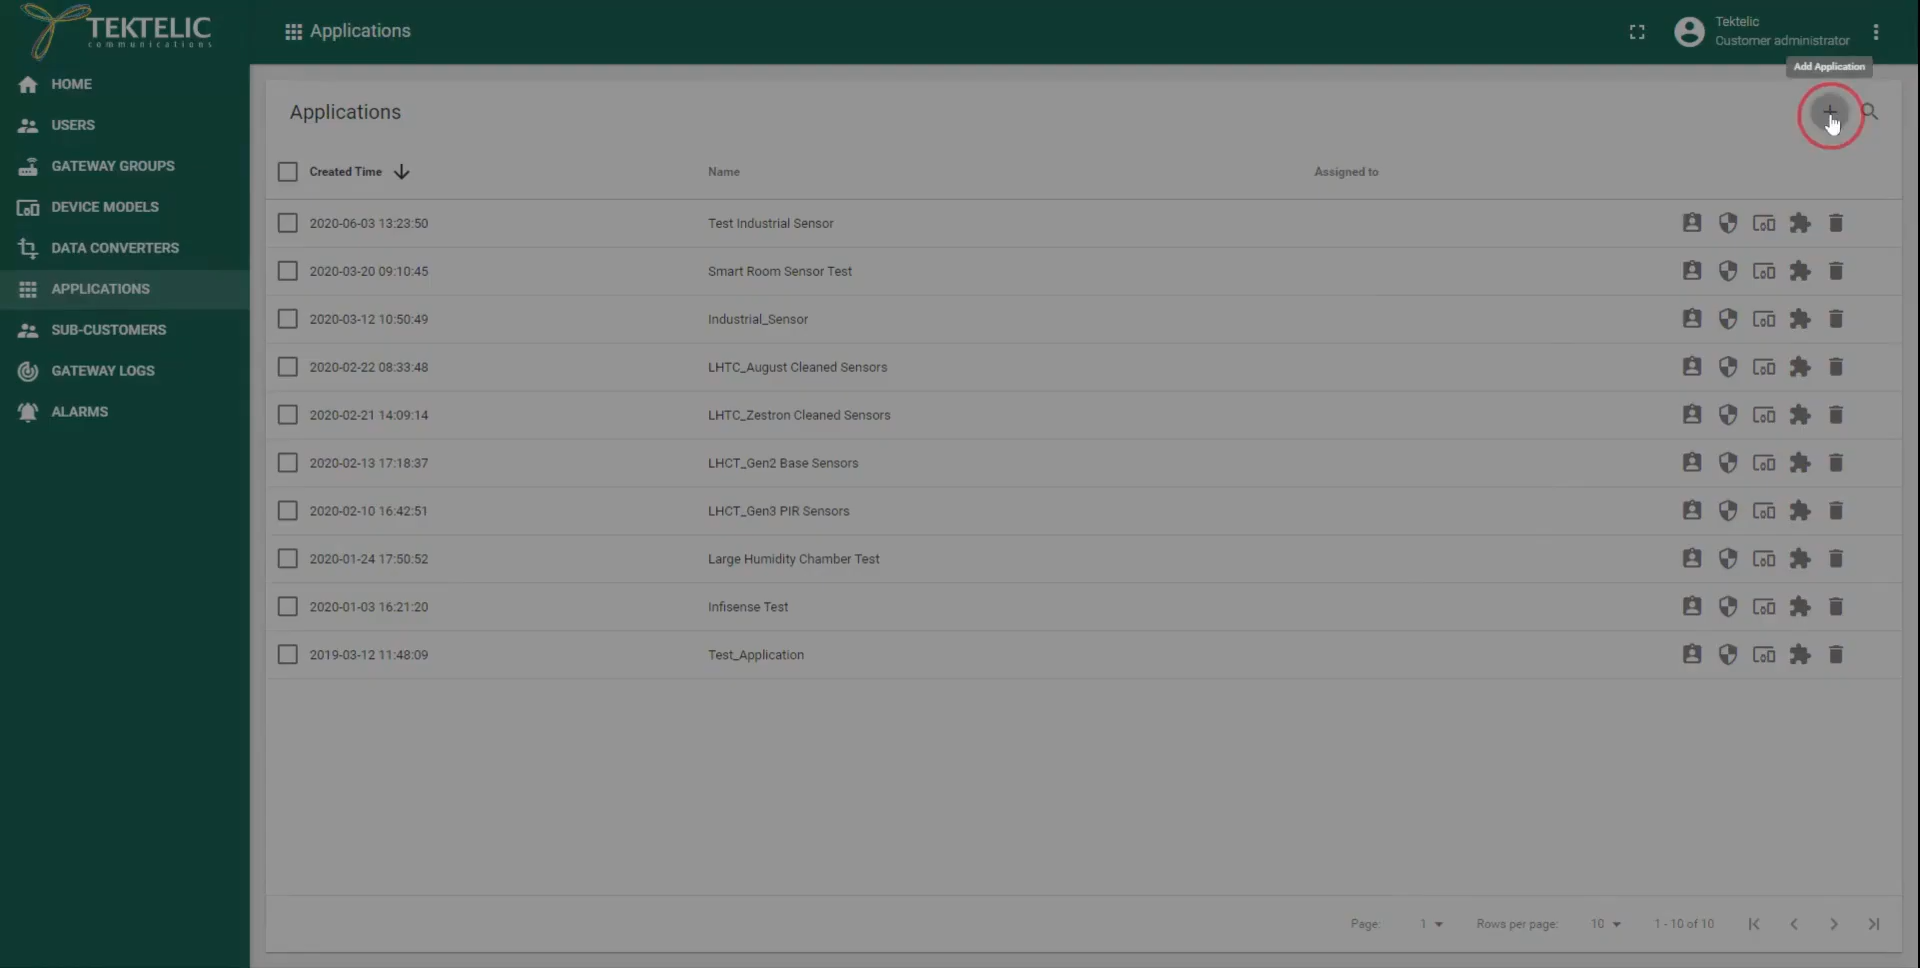 TEKTELIC
communications
Applications
Tektelic
Customer administrator
Add Application
HOME
USERS
GATEWAY GROUPS
DEVICE MODELS
DATA CONVERTERS
APPLICATIONS
SUB-CUSTOMERS
GATEWAY LOGS
ALARMS
Applications
Created Time Name Assigned to
2020-06-03 13:23:50 Test Industrial Sensor
2020-03-20 09:10:45 Smart Room Sensor Test
2020-03-12 10:50:49 Industrial_Sensor
2020-02-22 08:33:48 LHTC_August Cleaned Sensors
2020-02-21 14:09:14 LHTC_Zestron Cleaned Sensors
2020-02-13 17:18:37 LHCT_Gen2 Base Sensors
2020-02-10 16:42:51 LHCT_Gen3 PIR Sensors
2020-01-24 17:50:52 Large Humidity Chamber Test
2020-01-03 16:21:20 Infisense Test
2019-03-12 11:48:09 Test_Application
Page: 1 Rows per page: 10 1 - 10 of 10